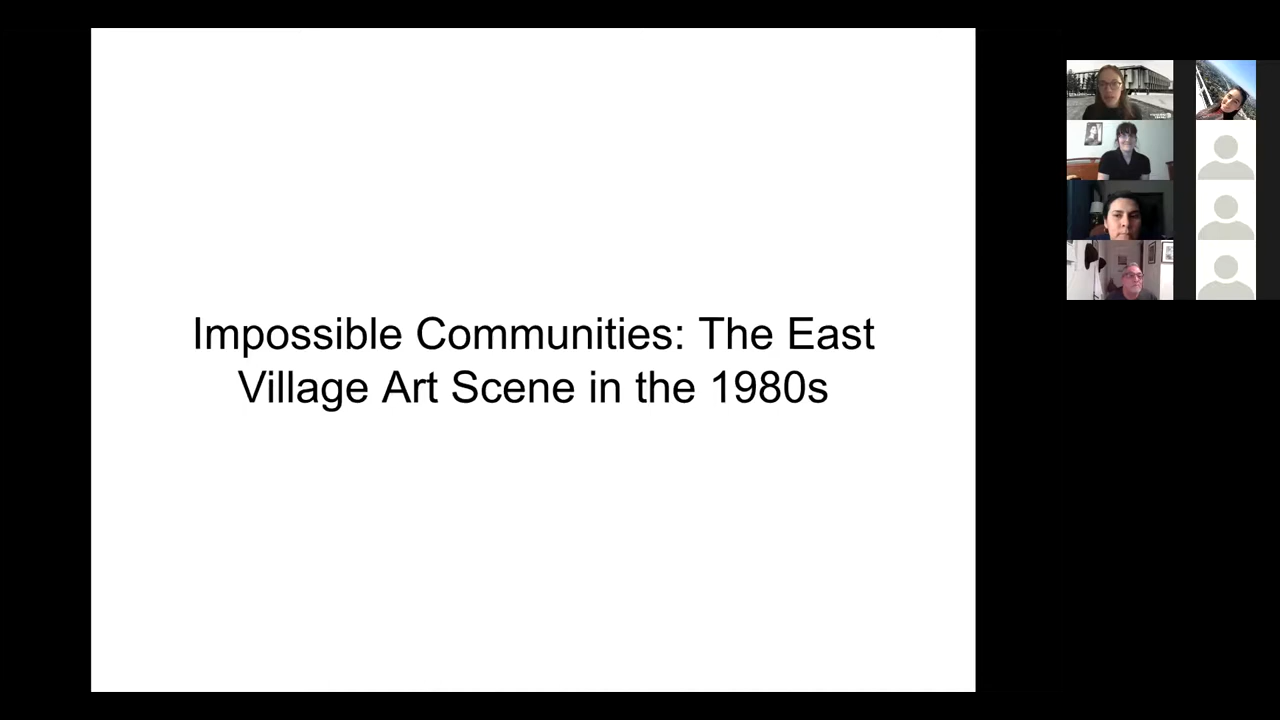 Impossible Communities: The East
Village Art Scene in the 1980s